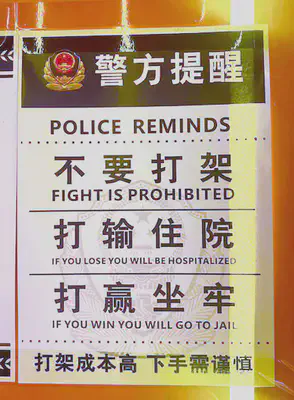 警方提醒
POLICE REMINDS
不要打架
FIGHT IS PROHIBITED
打输住院
IF YOU LOSE YOU WILL BE HOSPITALIZED
打赢坐牢
IF YOU WIN YOU WILL GO TO JAIL
打架成本高 下手需谨慎